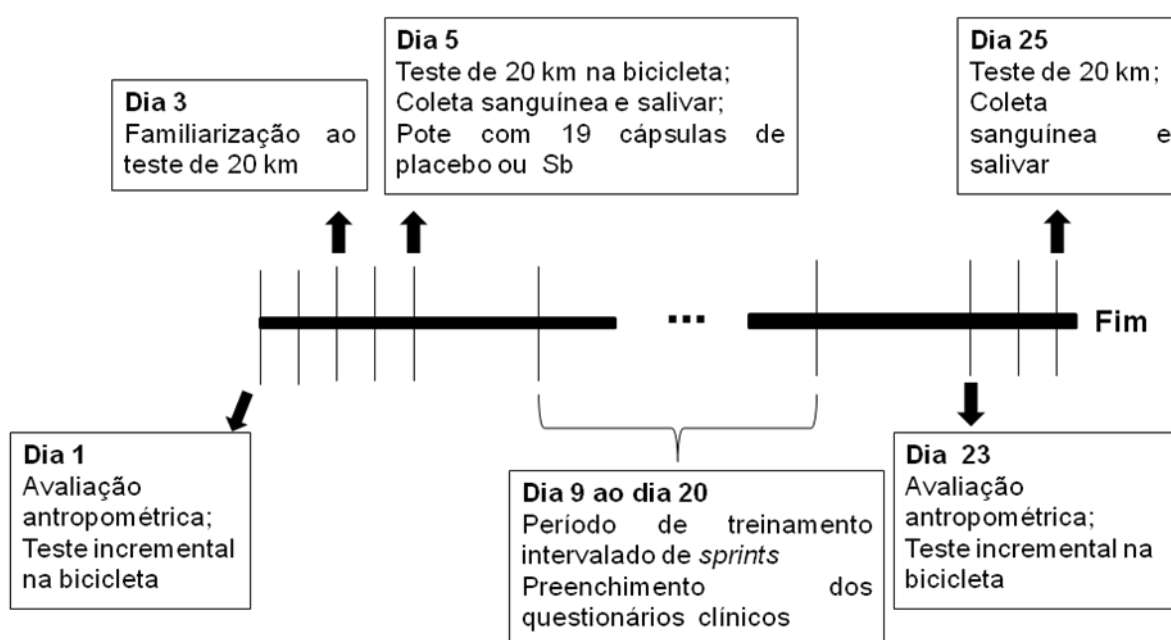 Dia 5
Teste de 20 km na bicicleta;
Coleta sanguínea e salivar;
Pote com 19 cápsulas de
placebo ou Sb
Dia 25
Teste de 20 km;
Coleta
sanguínea e
salivar
Dia 3
Familiarização ao
teste de 20 km
...
Fim
Dia 1
Avaliação
antropométrica;
Teste incremental
na bicicleta
Dia 9 ao dia 20
Período de treinamento
intervalado de sprints
Preenchimento dos
questionários clínicos
Dia 23
Avaliação
antropométrica;
Teste incremental na
bicicleta